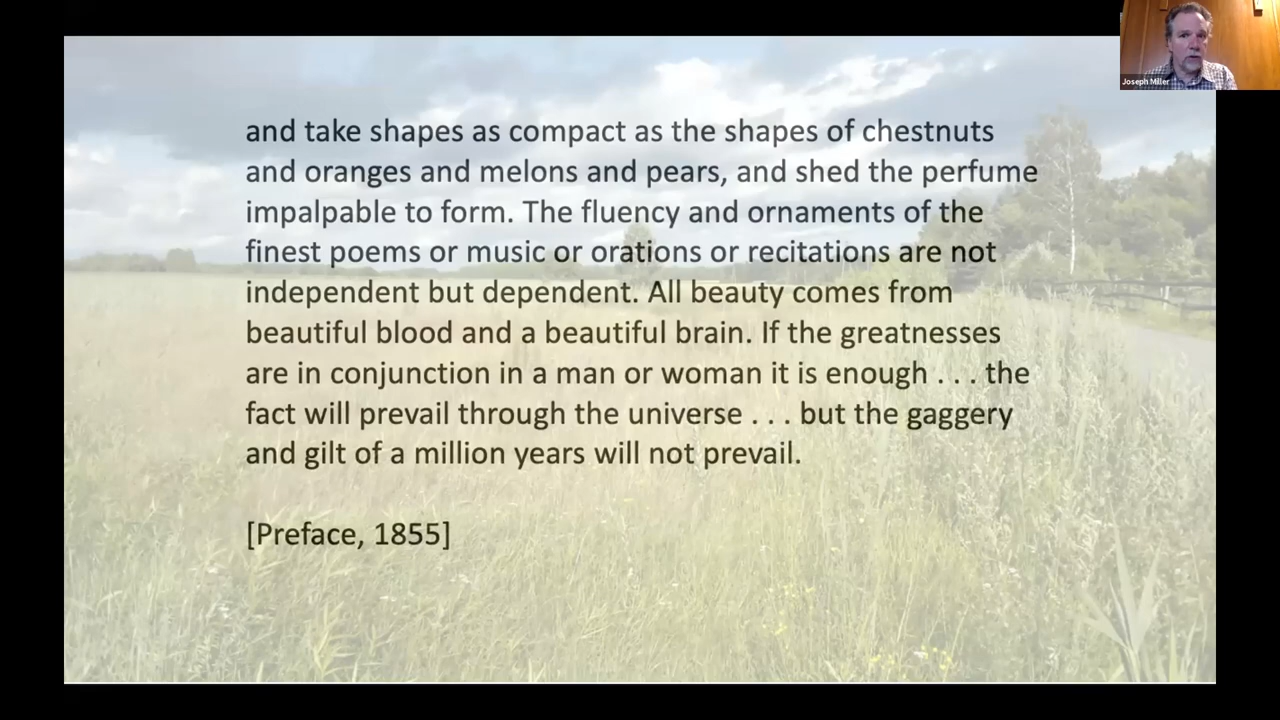 Joseph Miller
and take shapes as compact as the shapes of chestnuts
and oranges and melons and pears, and shed the perfume
impalpable to form. The fluency and ornaments of the
finest poems or music or orations or recitations are not
independent but dependent. All beauty comes from
beautiful blood and a beautiful brain. If the greatnesses
are in conjunction in a man or woman it is enough . . . the
fact will prevail through the universe . . . but the gaggery
and gilt of a million years will not prevail.
[Preface, 1855]